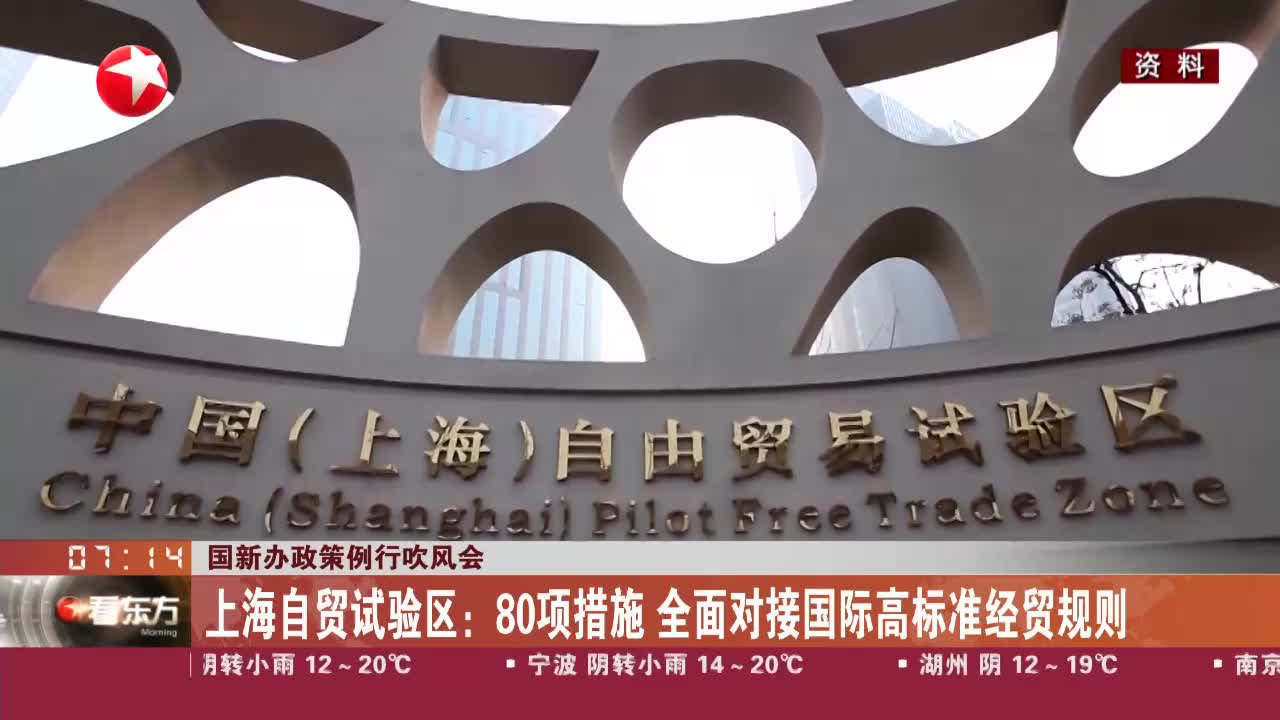 资料
中国(上海)自由贸易试验区
China (Shanghai) Pilot Free Trade Zone
07:14
国新办政策例行吹风会
看东方
Morning
上海自贸试验区：80项措施 全面对接国际高标准经贸规则
阴转小雨 12～20℃ ▪ 宁波 阴转小雨 14～20℃ ▪ 湖州 阴 12～19℃ ▪ 南京